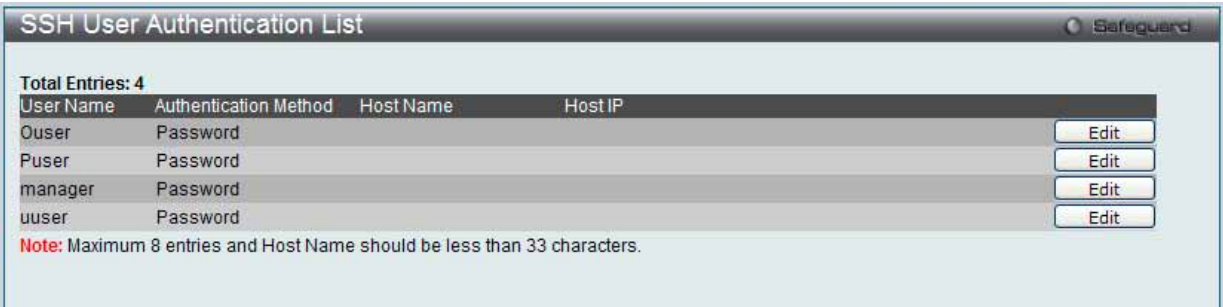 SSH User Authentication List
Safeguard
Total Entries: 4
User Name Authentication Method Host Name Host IP
Ouser Password Edit
Puser Password Edit
manager Password Edit
uuser Password Edit
Note: Maximum 8 entries and Host Name should be less than 33 characters.